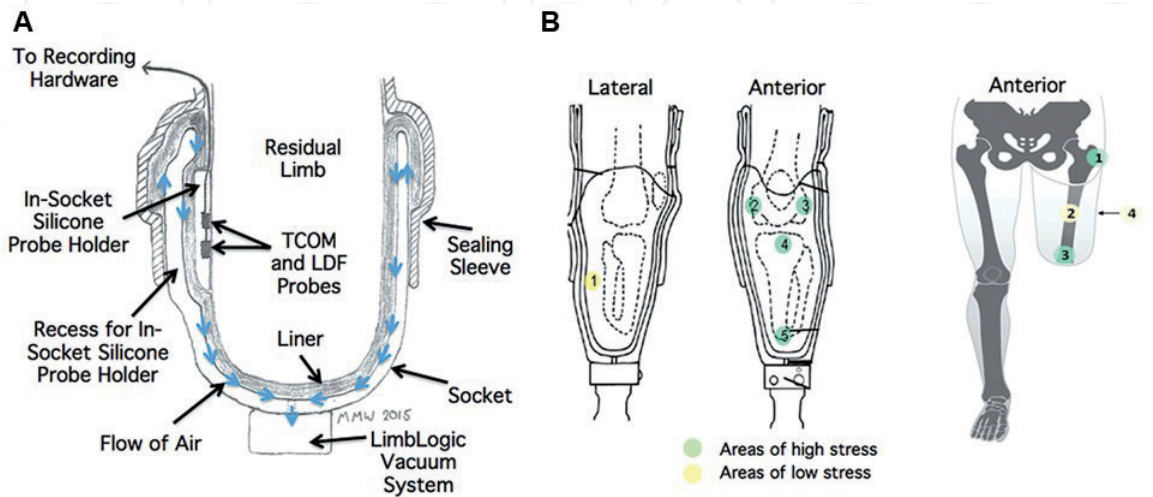 A
To Recording
Hardware
Residual
Limb
In-Socket
Silicone
Probe Holder
TCOM
and LDF
Probes
Sealing
Sleeve
Recess for In-
Socket Silicone
Probe Holder
Liner
Socket
Flow of Air
MMW 2015
LimbLogic
Vacuum
System
B
Lateral
Anterior
Anterior
1
2
3
4
5
1
2
4
3
Areas of high stress
Areas of low stress